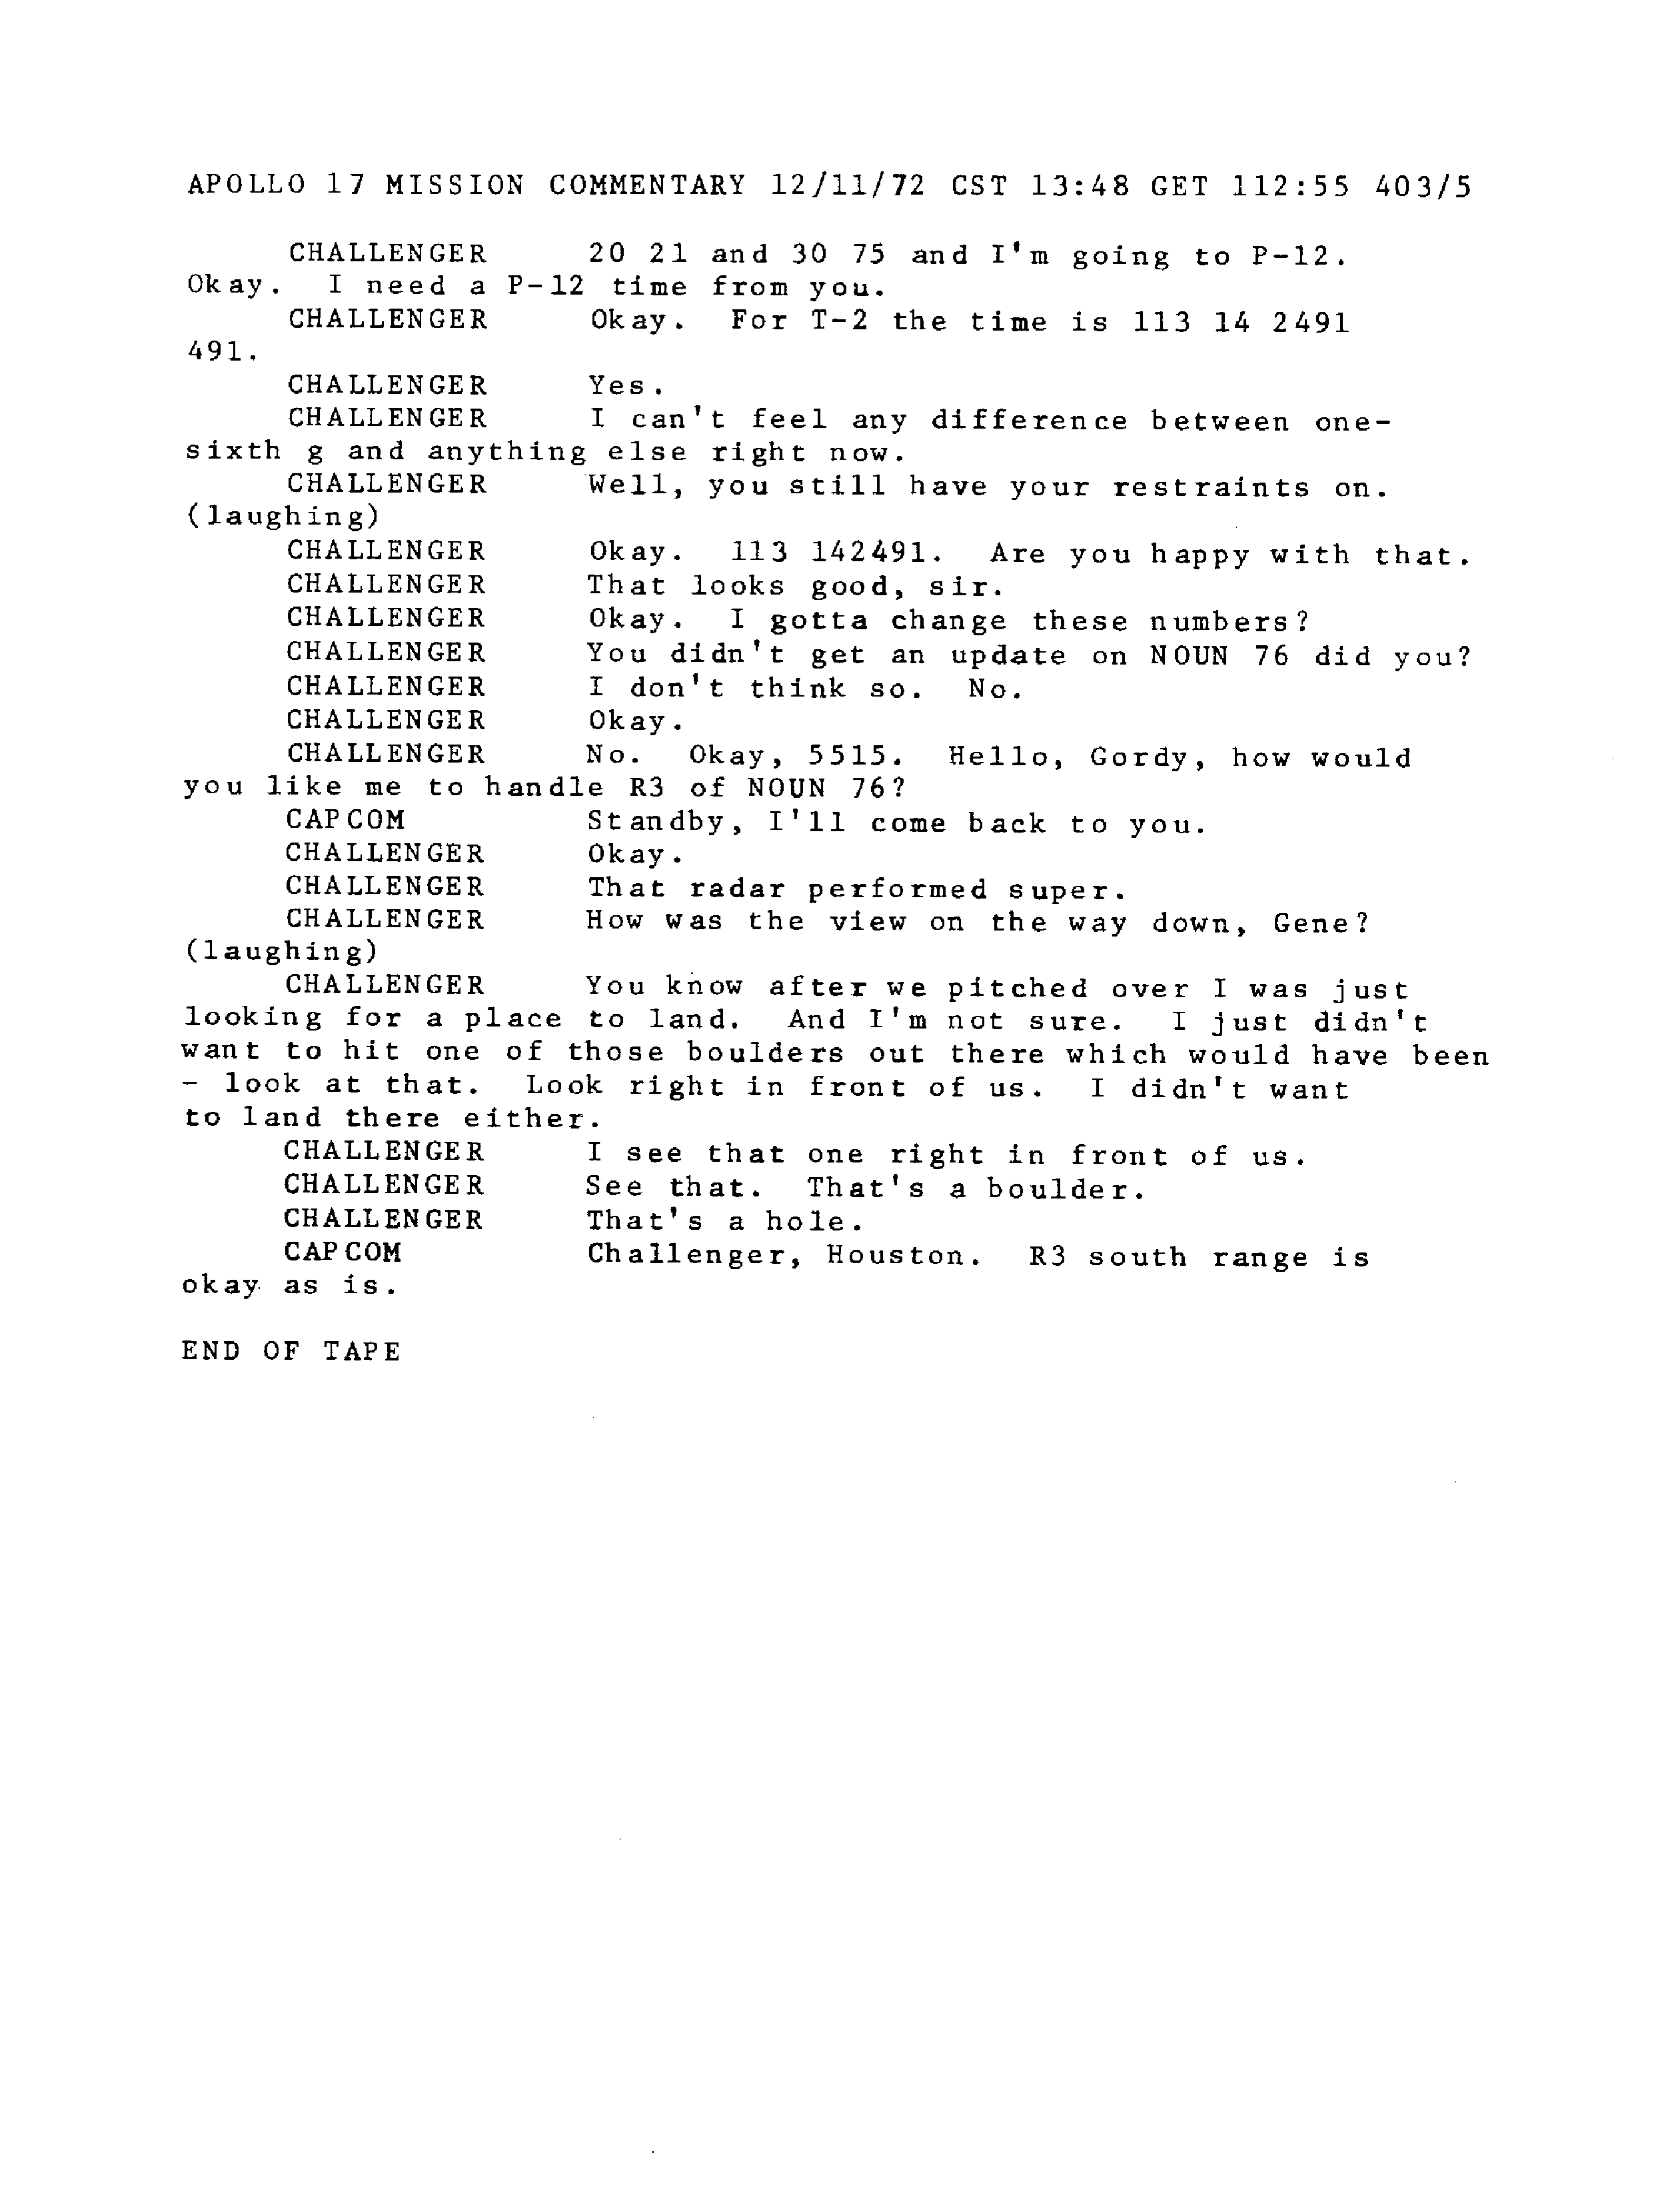 APOLLO 17 MISSION COMMENTARY 12/11/72 CST 13:48 GET 112:55 403/5
CHALLENGER 20 21 and 30 75 and I'm going to P-12.
Okay. I need a P-12 time from you.
CHALLENGER Okay. For T-2 the time is 113 14 2491
491.
CHALLENGER Yes.
CHALLENGER I can't feel any difference between one-
sixth g and anything else right now.
CHALLENGER Well, you still have your restraints on.
(laughing)
CHALLENGER Okay. 113 142491. Are you happy with that.
CHALLENGER That looks good, sir.
CHALLENGER Okay. I gotta change these numbers?
CHALLENGER You didn't get an update on NOUN 76 did you?
CHALLENGER I don't think so. No.
CHALLENGER Okay.
CHALLENGER No. Okay, 5515. Hello, Gordy, how would
you like me to handle R3 of NOUN 76?
CAPCOM Standby, I'll come back to you.
CHALLENGER Okay.
CHALLENGER That radar performed super.
CHALLENGER How was the view on the way down, Gene?
(laughing)
CHALLENGER You know after we pitched over I was just
looking for a place to land. And I'm not sure. I just didn't
want to hit one of those boulders out there which would have been
- look at that. Look right in front of us. I didn't want
to land there either.
CHALLENGER I see that one right in front of us.
CHALLENGER See that. That's a boulder.
CHALLENGER That's a hole.
CAPCOM Challenger, Houston. R3 south range is
okay as is.
END OF TAPE